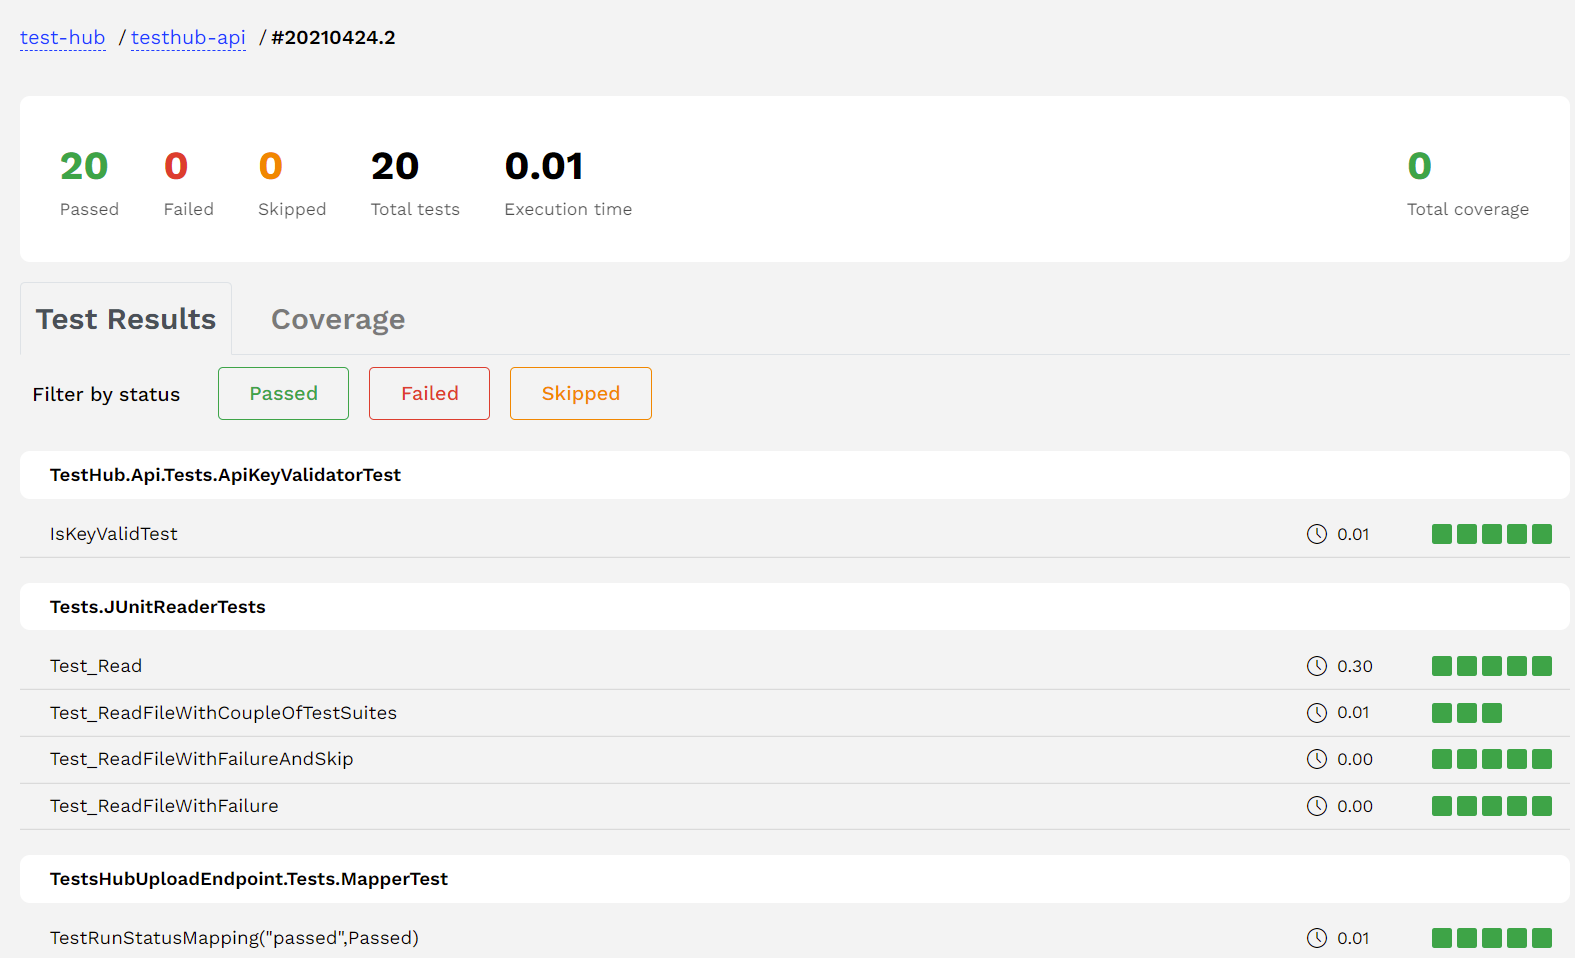 test-hub / testhub-api / #20210424.2
20 0 0 20 0.01 0
Passed Failed Skipped Total tests Execution time Total coverage
Test Results Coverage
Filter by status Passed Failed Skipped
TestHub.Api.Tests.ApiKeyValidatorTest
IsKeyValidTest 0.01
Tests.JUnitReaderTests
Test_Read 0.30
Test_ReadFileWithCoupleOfTestSuites 0.01
Test_ReadFileWithFailureAndSkip 0.00
Test_ReadFileWithFailure 0.00
TestsHubUploadEndpoint.Tests.MapperTest
TestRunStatusMapping("passed",Passed) 0.01